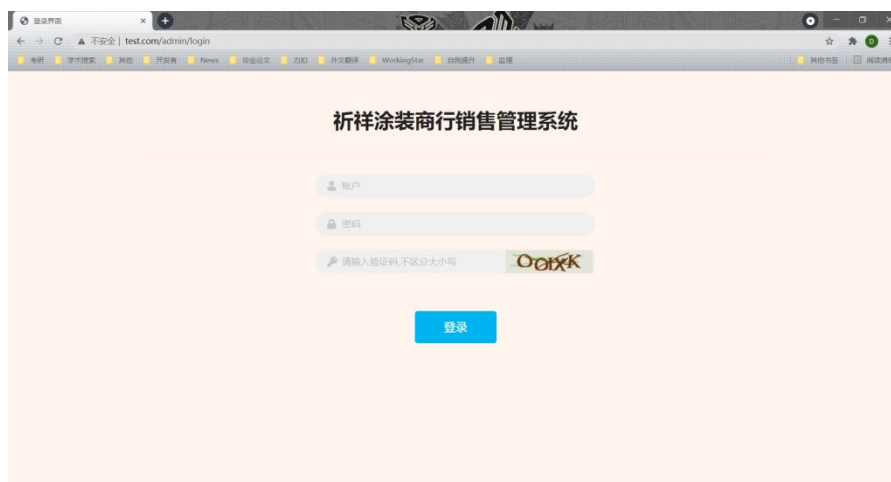 登录界面
不安全 | test.com/admin/login
考研 学术搜索 其他 开发者 News 毕业论文 力扣 外文翻译 WorkingStar 自我提升 监理 其他书签 阅读清单
祈祥涂装商行销售管理系统
账户
密码
请输入验证码,不区分大小写
登录